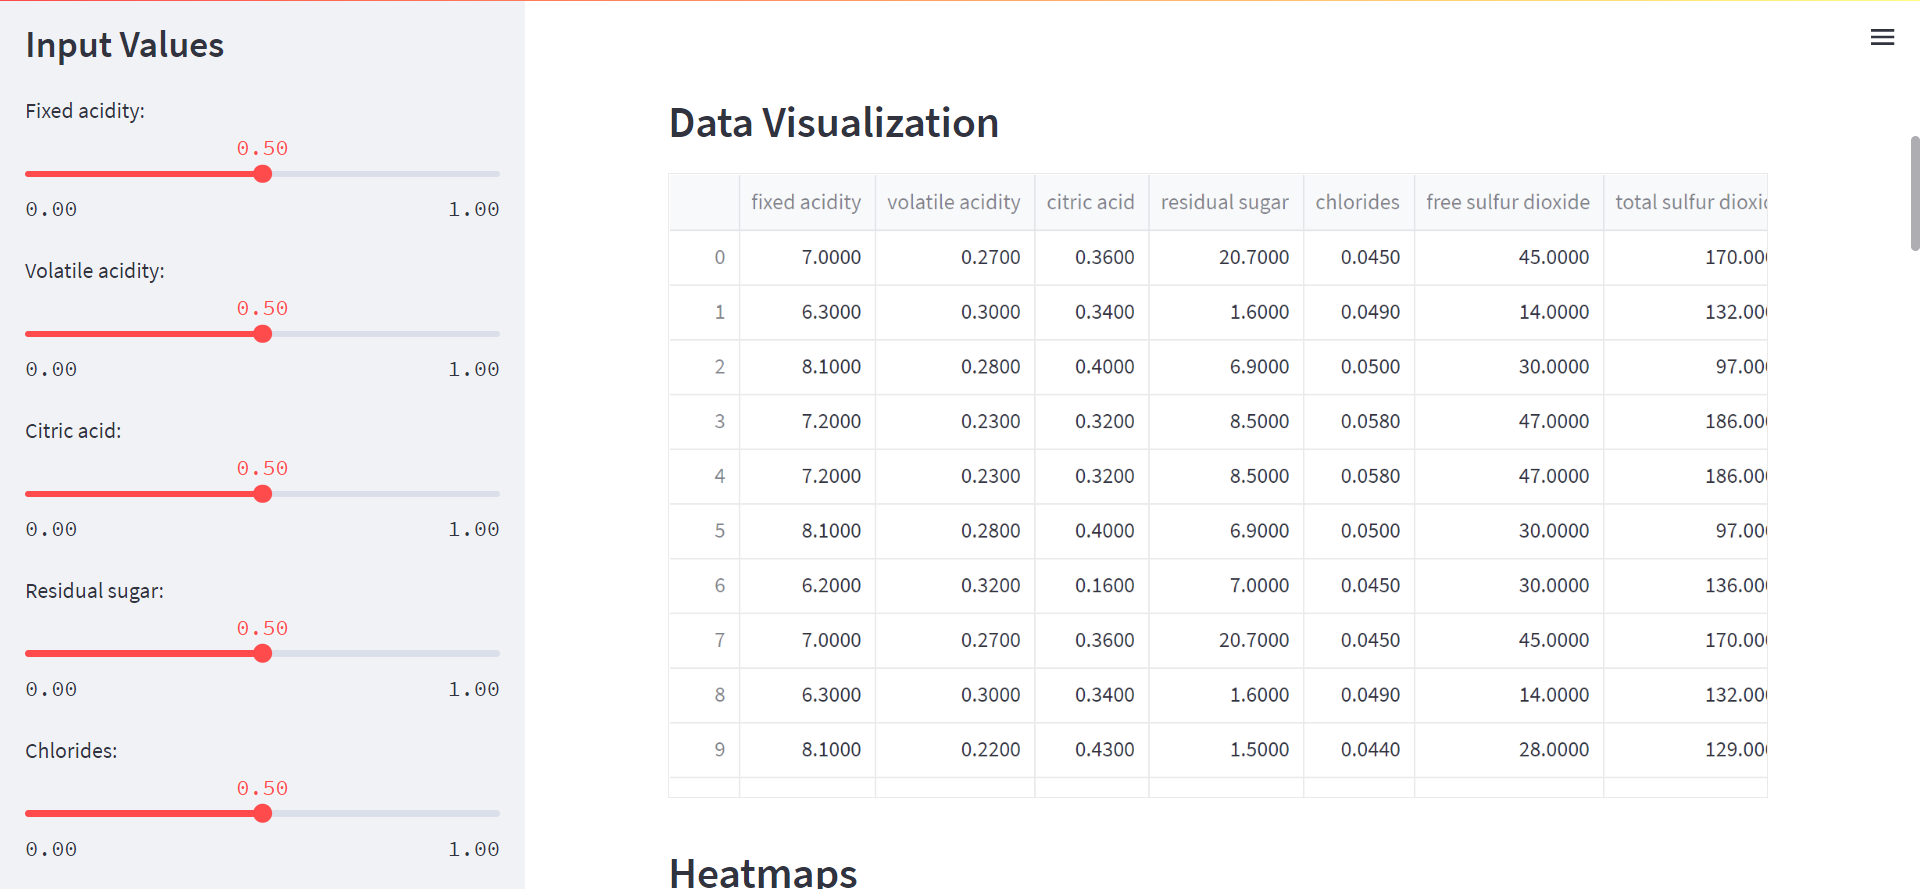 Input Values
Fixed acidity:
0.50
0.00 1.00
Volatile acidity:
0.50
0.00 1.00
Citric acid:
0.50
0.00 1.00
Residual sugar:
0.50
0.00 1.00
Chlorides:
0.50
0.00 1.00
Data Visualization
fixed acidity volatile acidity citric acid residual sugar chlorides free sulfur dioxide total sulfur dioxi
0 7.0000 0.2700 0.3600 20.7000 0.0450 45.0000 170.00
1 6.3000 0.3000 0.3400 1.6000 0.0490 14.0000 132.00
2 8.1000 0.2800 0.4000 6.9000 0.0500 30.0000 97.00
3 7.2000 0.2300 0.3200 8.5000 0.0580 47.0000 186.00
4 7.2000 0.2300 0.3200 8.5000 0.0580 47.0000 186.00
5 8.1000 0.2800 0.4000 6.9000 0.0500 30.0000 97.00
6 6.2000 0.3200 0.1600 7.0000 0.0450 30.0000 136.00
7 7.0000 0.2700 0.3600 20.7000 0.0450 45.0000 170.00
8 6.3000 0.3000 0.3400 1.6000 0.0490 14.0000 132.00
9 8.1000 0.2200 0.4300 1.5000 0.0440 28.0000 129.00
Heatmaps